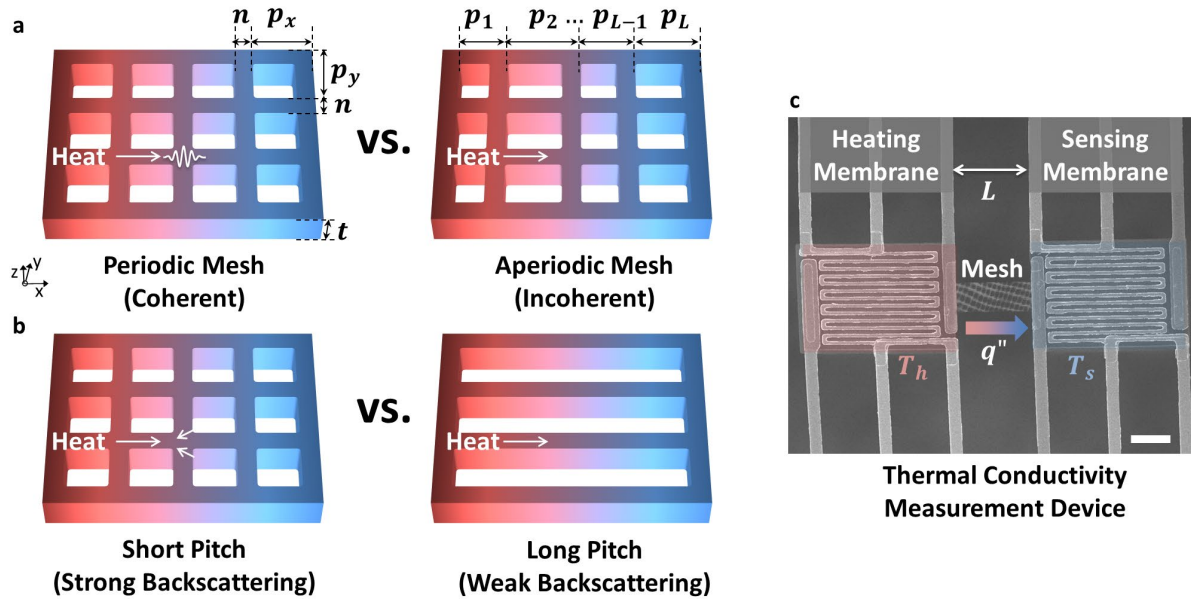 a
n
p_x
p_y
n
Heat
t
z
y
x
Periodic Mesh
(Coherent)
vs.
p_1
p_2
...
p_{L-1}
p_L
Heat
Aperiodic Mesh
(Incoherent)
b
Heat
Short Pitch
(Strong Backscattering)
vs.
Heat
Long Pitch
(Weak Backscattering)
c
Heating
Membrane
Sensing
Membrane
L
Mesh
q"
T_h
T_s
Thermal Conductivity
Measurement Device